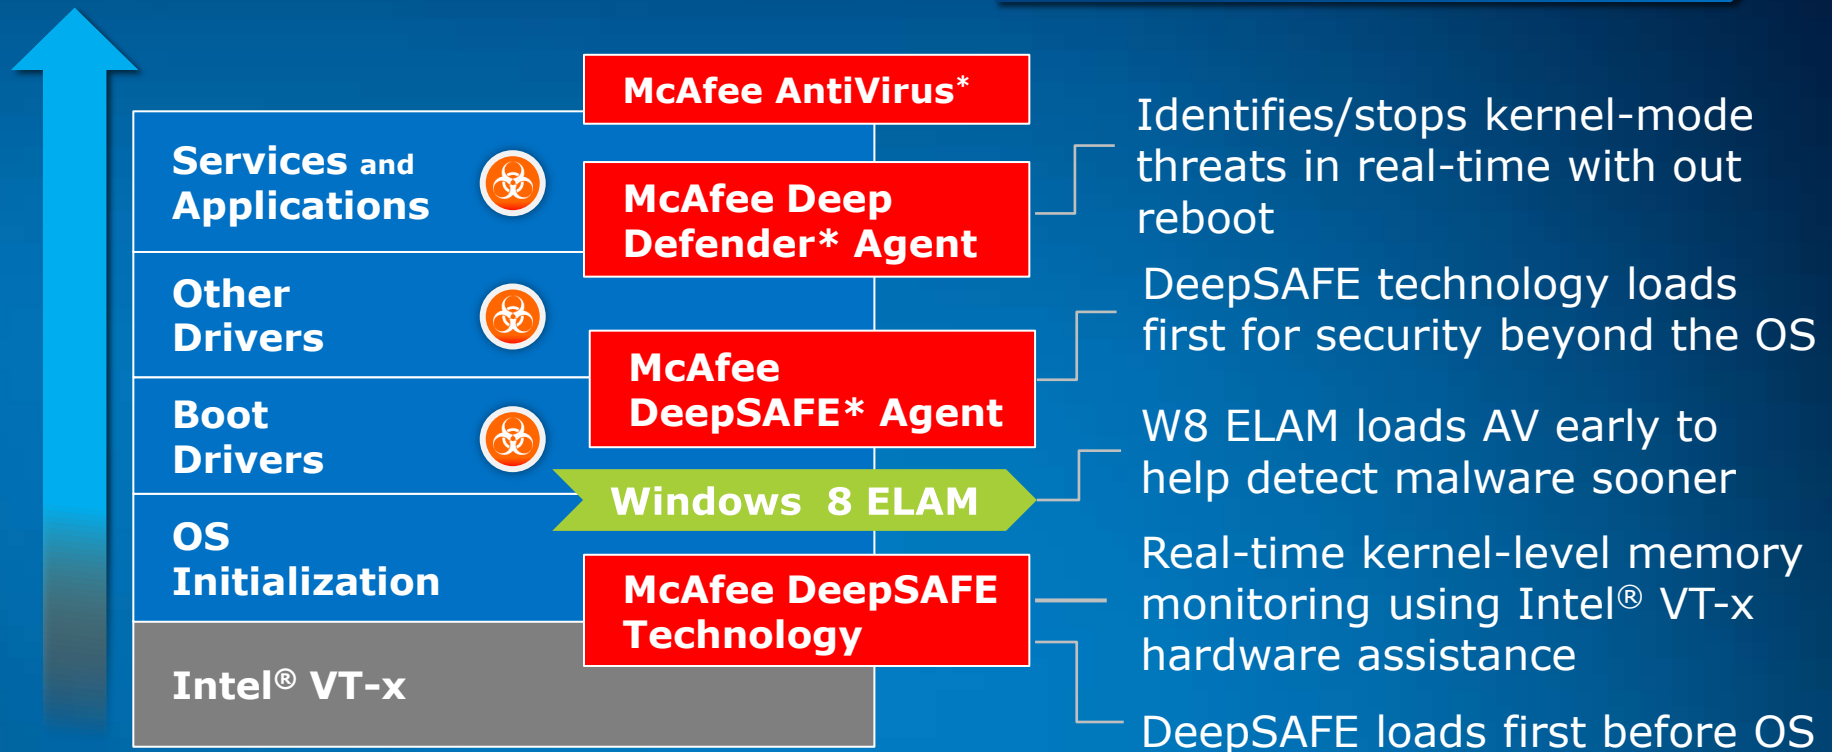 McAfee AntiVirus*
Services and
Applications
McAfee Deep
Defender* Agent
Identifies/stops kernel-mode
threats in real-time with out
reboot
Other
Drivers
McAfee
DeepSAFE* Agent
DeepSAFE technology loads
first for security beyond the OS
Boot
Drivers
Windows 8 ELAM
W8 ELAM loads AV early to
help detect malware sooner
OS
Initialization
McAfee DeepSAFE
Technology
Real-time kernel-level memory
monitoring using Intel® VT-x
hardware assistance
Intel® VT-x
DeepSAFE loads first before OS